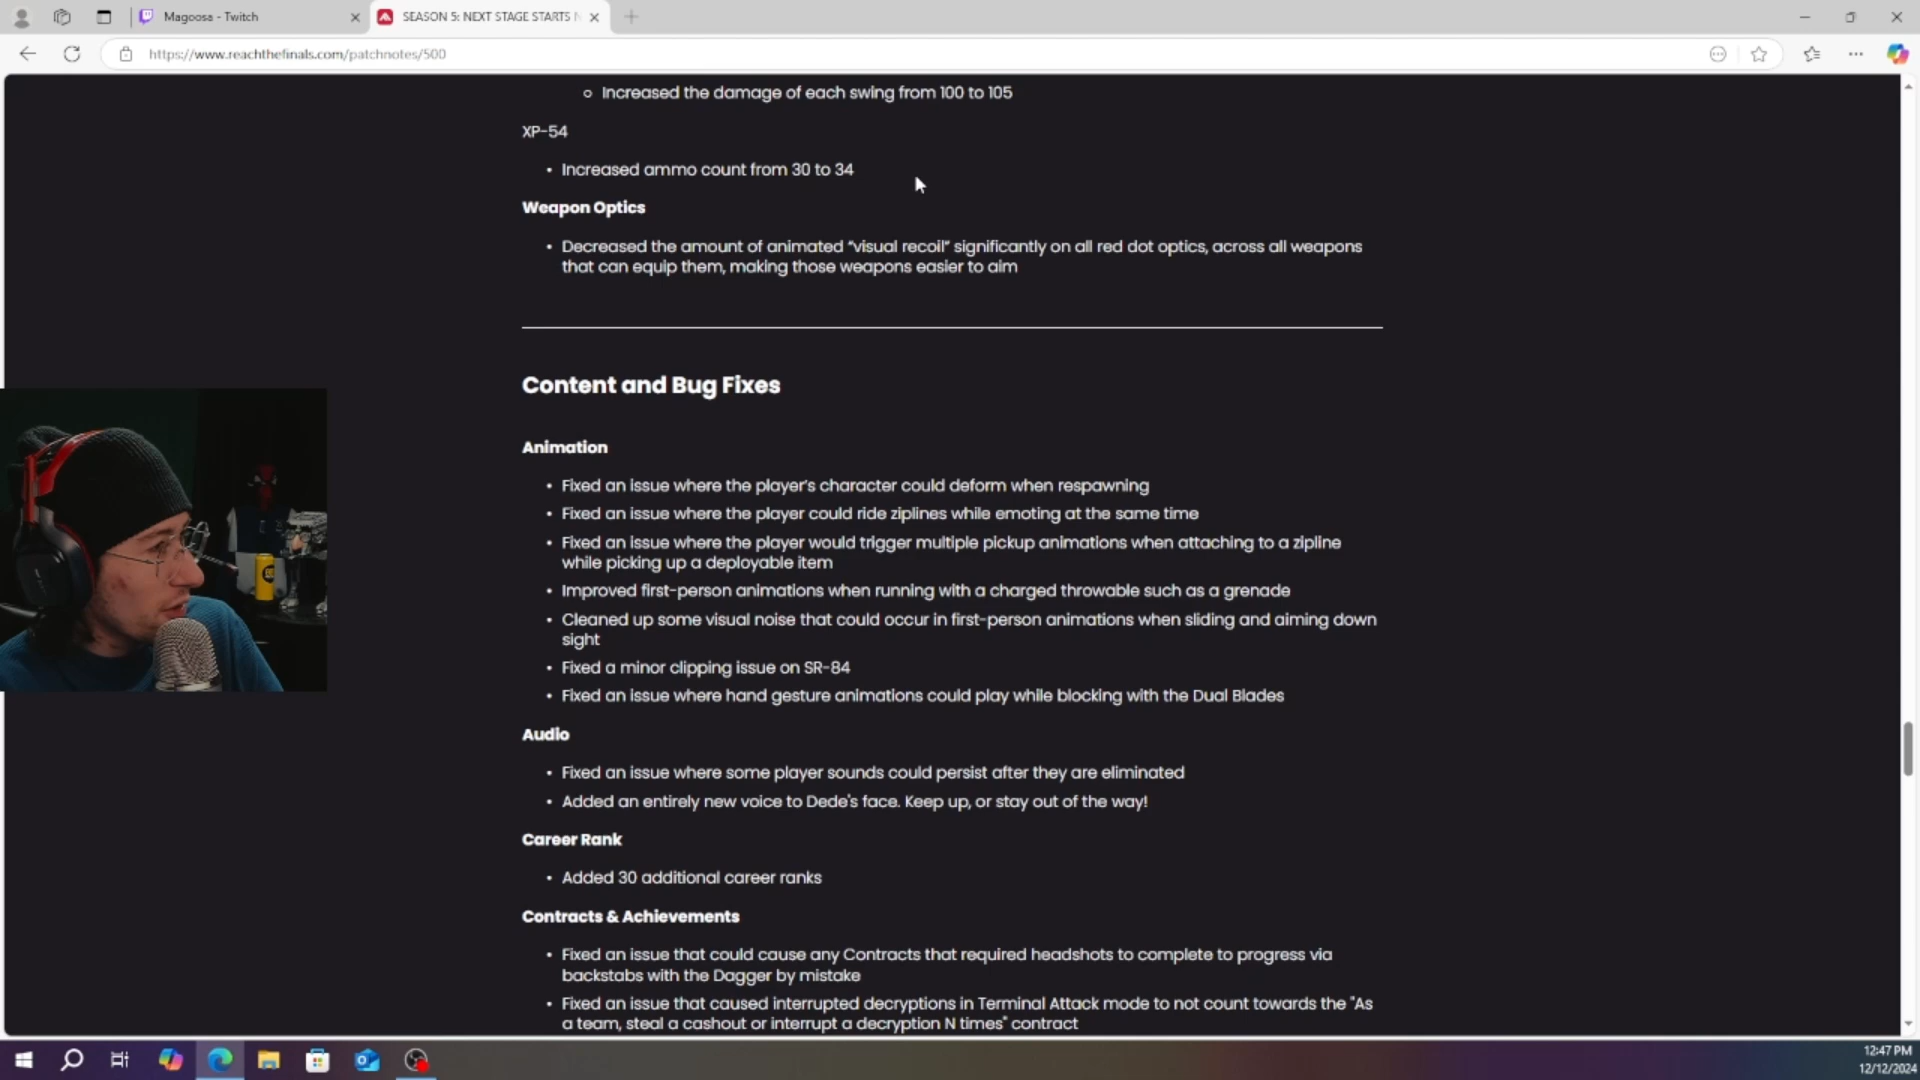 Magoosa - Twitch
SEASON 5: NEXT STAGE STARTS N
https://www.reachthefinals.com/patchnotes/500
Increased the damage of each swing from 100 to 105
XP-54
Increased ammo count from 30 to 34
Weapon Optics
Decreased the amount of animated “visual recoil” significantly on all red dot optics, across all weapons
that can equip them, making those weapons easier to aim
Content and Bug Fixes
Animation
Fixed an issue where the player’s character could deform when respawning
Fixed an issue where the player could ride ziplines while emoting at the same time
Fixed an issue where the player would trigger multiple pickup animations when attaching to a zipline
while picking up a deployable item
Improved first-person animations when running with a charged throwable such as a grenade
Cleaned up some visual noise that could occur in first-person animations when sliding and aiming down
sight
Fixed a minor clipping issue on SR-84
Fixed an issue where hand gesture animations could play while blocking with the Dual Blades
Audio
Fixed an issue where some player sounds could persist after they are eliminated
Added an entirely new voice to Dede's face. Keep up, or stay out of the way!
Career Rank
Added 30 additional career ranks
Contracts & Achievements
Fixed an issue that could cause any Contracts that required headshots to complete to progress via
backstabs with the Dagger by mistake
Fixed an issue that caused interrupted decryptions in Terminal Attack mode to not count towards the "As
a team, steal a cashout or interrupt a decryption N times" contract
12:47 PM
12/12/2024